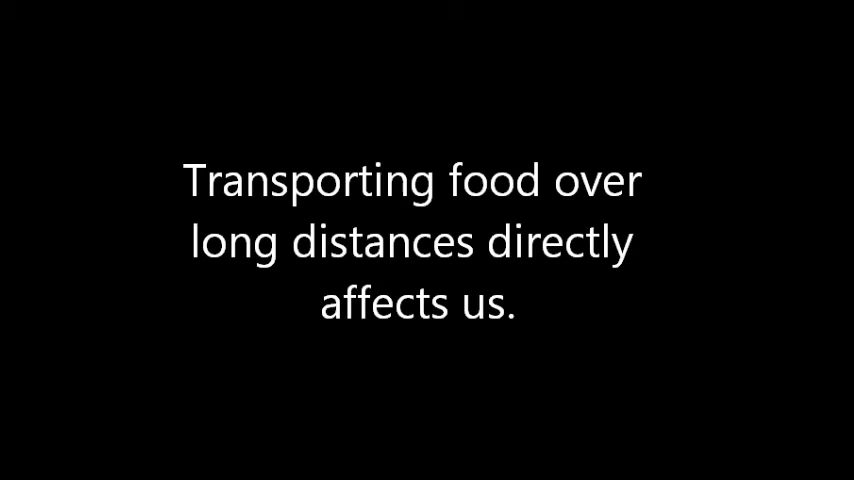 Transporting food over
long distances directly
affects us.